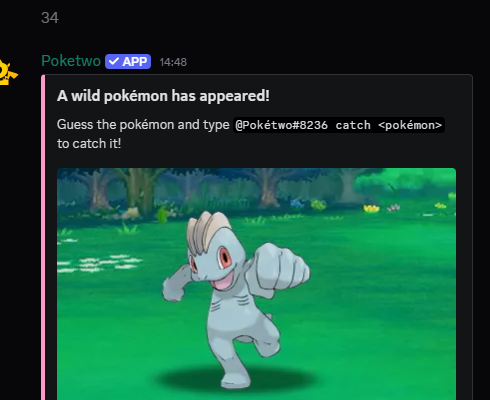 34
Poketwo ✓ APP 14:48
A wild pokémon has appeared!
Guess the pokémon and type @Pokétwo#8236 catch <pokémon>
to catch it!